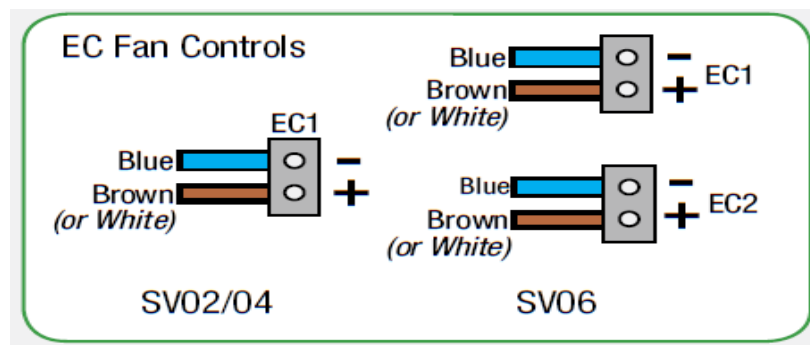 EC Fan Controls
EC1
Blue -
Brown +
(or White)
SV02/04
Blue -
EC1
Brown +
(or White)
Blue -
EC2
Brown +
(or White)
SV06